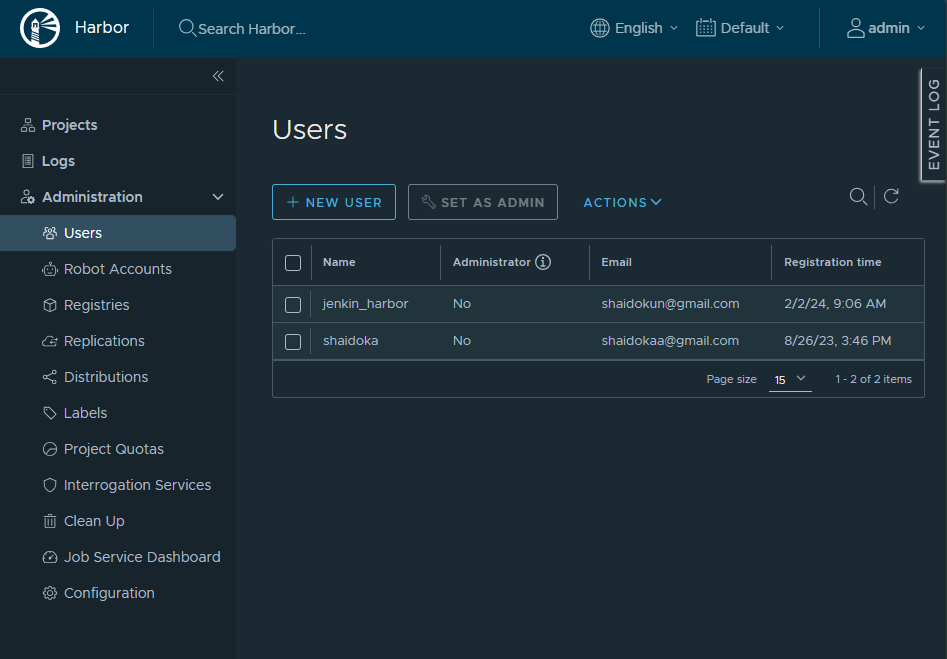 Harbor
Search Harbor...
English
Default
admin
EVENT LOG
Projects
Logs
Administration
Users
Robot Accounts
Registries
Replications
Distributions
Labels
Project Quotas
Interrogation Services
Clean Up
Job Service Dashboard
Configuration
Users
+ NEW USER
SET AS ADMIN
ACTIONS
Name Administrator Email Registration time
jenkin_harbor No shaidokun@gmail.com 2/2/24, 9:06 AM
shaidoka No shaidokaa@gmail.com 8/26/23, 3:46 PM
Page size 15 1 - 2 of 2 items